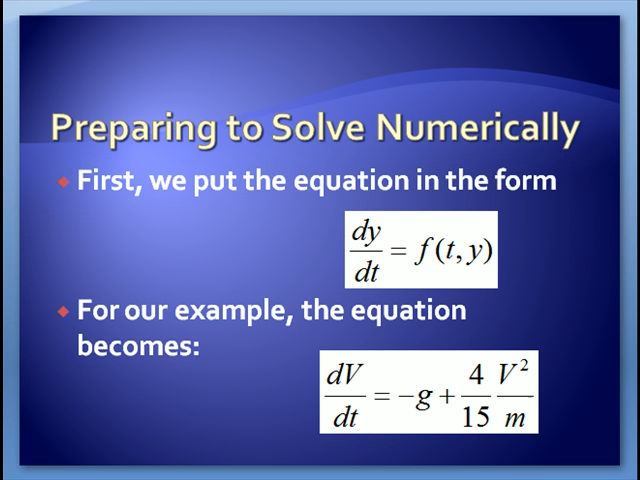 Preparing to Solve Numerically
First, we put the equation in the form
dy/dt = f(t, y)
For our example, the equation
becomes:
dV/dt = −g + 4/15 V²/m